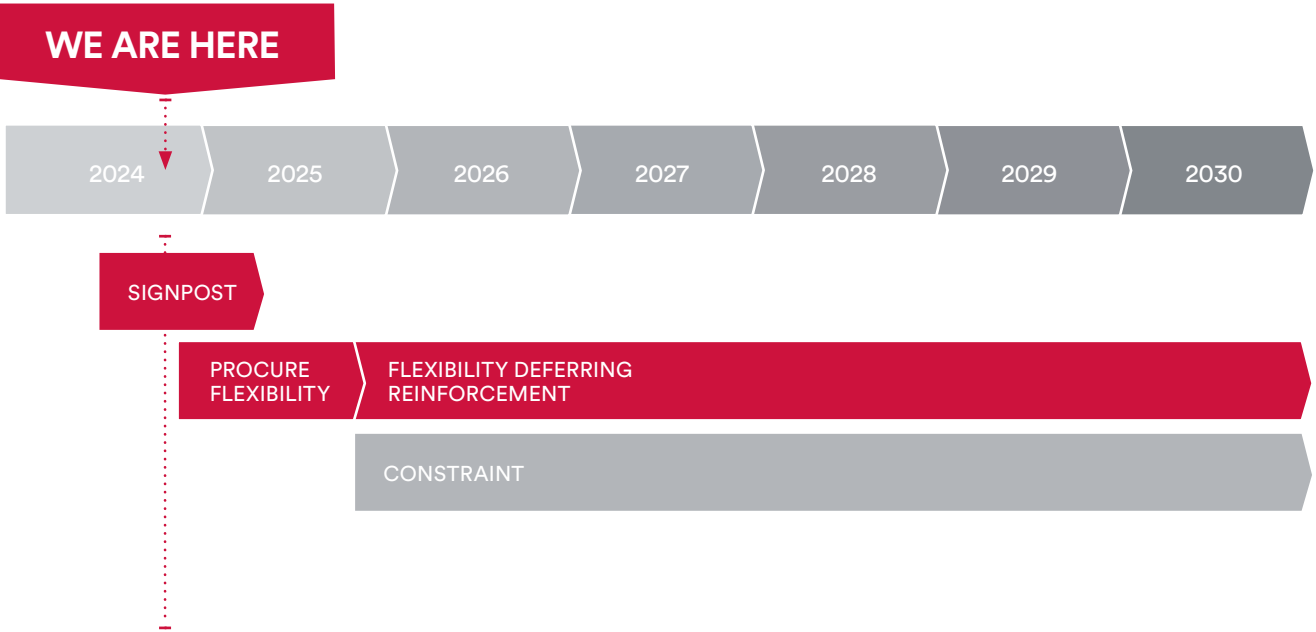 WE ARE HERE
2024 2025 2026 2027 2028 2029 2030
SIGNPOST
PROCURE
FLEXIBILITY
FLEXIBILITY DEFERRING
REINFORCEMENT
CONSTRAINT